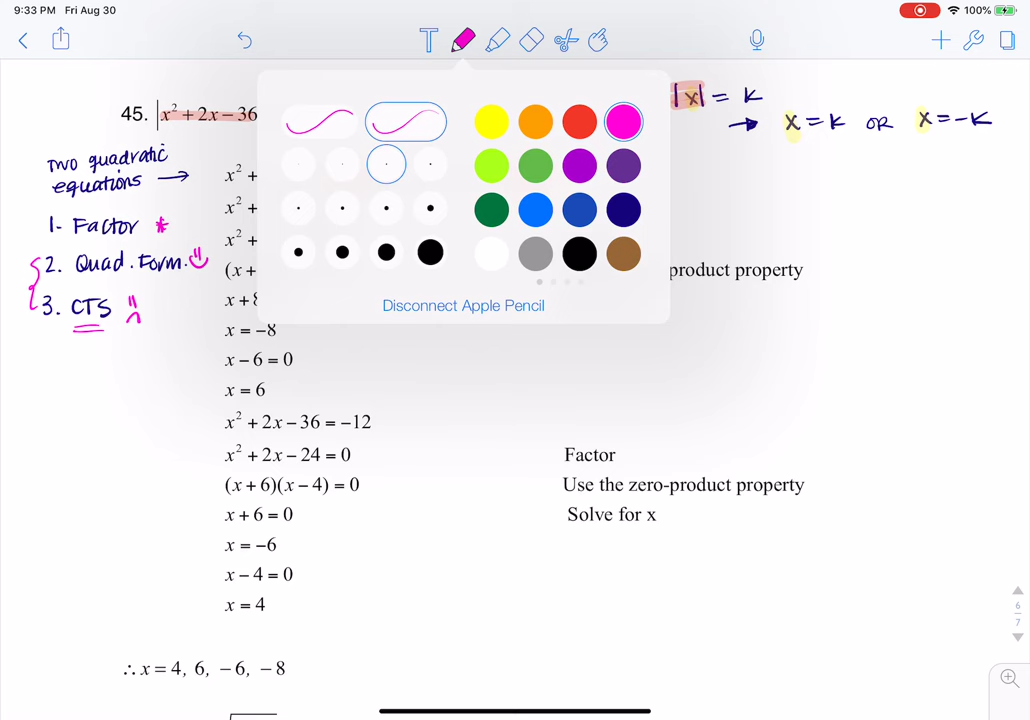 9:33 PM Fri Aug 30
100%
T
|x| = k
45. |x² + 2x − 36
→ x = k OR x = −k
Two quadratic
equations →
x² +
x² +
1. Factor *
x² +
2. Quad. Form.
(x +
product property
x + 8
3. CTS
Disconnect Apple Pencil
x = −8
x − 6 = 0
x = 6
x² + 2x − 36 = −12
x² + 2x − 24 = 0 Factor
(x + 6)(x − 4) = 0 Use the zero-product property
x + 6 = 0 Solve for x
x = −6
x − 4 = 0
x = 4
6
7
∴ x = 4, 6, −6, −8